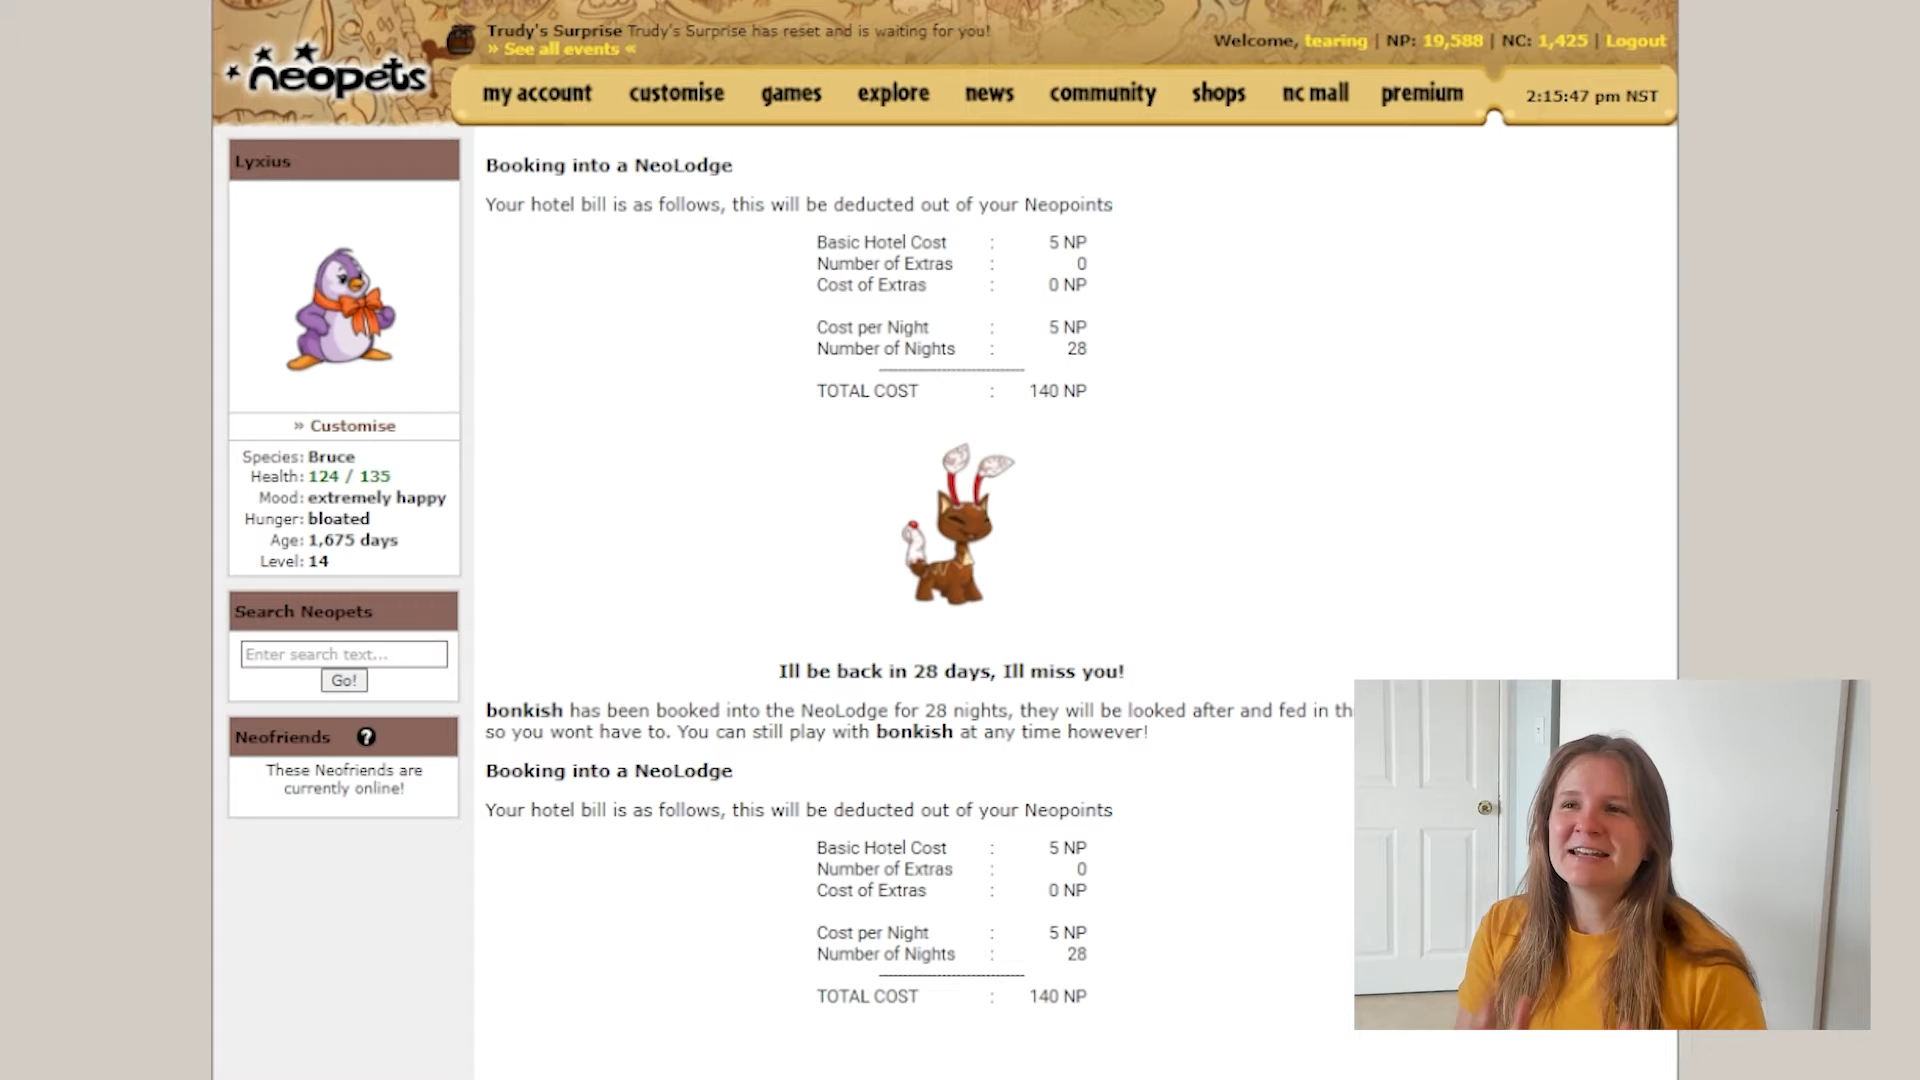 Trudy's Surprise Trudy's Surprise has reset and is waiting for you!
» See all events «
Welcome, tearing | NP: 19,588 | NC: 1,425 | Logout
neopets
my account customise games explore news community shops nc mall premium
2:15:47 pm NST
Lyxius
» Customise
Species: Bruce
Health: 124 / 135
Mood: extremely happy
Hunger: bloated
Age: 1,675 days
Level: 14
Search Neopets
Enter search text...
Go!
Neofriends ?
These Neofriends are
currently online!
Booking into a NeoLodge
Your hotel bill is as follows, this will be deducted out of your Neopoints
Basic Hotel Cost : 5 NP
Number of Extras : 0
Cost of Extras : 0 NP
Cost per Night : 5 NP
Number of Nights : 28
TOTAL COST : 140 NP
Ill be back in 28 days, Ill miss you!
bonkish has been booked into the NeoLodge for 28 nights, they will be looked after and fed in th
so you wont have to. You can still play with bonkish at any time however!
Booking into a NeoLodge
Your hotel bill is as follows, this will be deducted out of your Neopoints
Basic Hotel Cost : 5 NP
Number of Extras : 0
Cost of Extras : 0 NP
Cost per Night : 5 NP
Number of Nights : 28
TOTAL COST : 140 NP